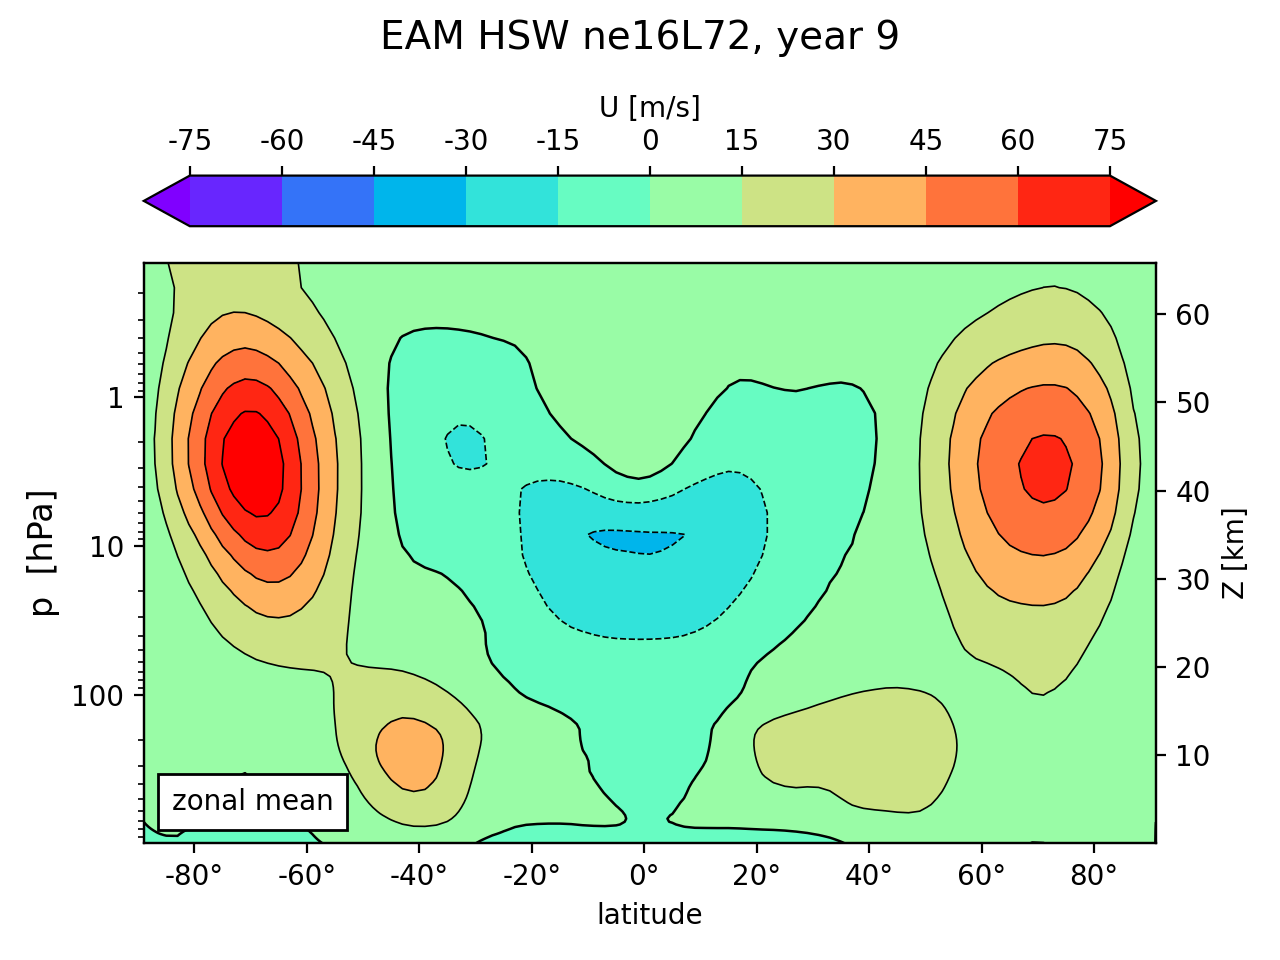 EAM HSW ne16L72, year 9
U [m/s]
-75 -60 -45 -30 -15 0 15 30 45 60 75
60
1
50
40
p [hPa]
Z [km]
10
30
20
100
10
zonal mean
-80° -60° -40° -20° 0° 20° 40° 60° 80°
latitude